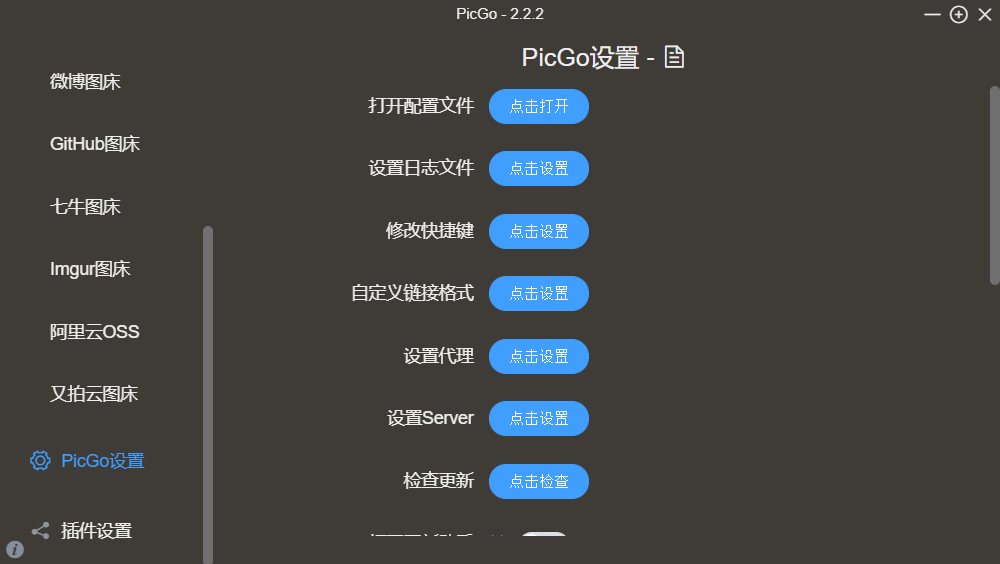 PicGo - 2.2.2
微博图床
GitHub图床
七牛图床
Imgur图床
阿里云OSS
又拍云图床
PicGo设置
插件设置
PicGo设置 -
打开配置文件 点击打开
设置日志文件 点击设置
修改快捷键 点击设置
自定义链接格式 点击设置
设置代理 点击设置
设置Server 点击设置
检查更新 点击检查